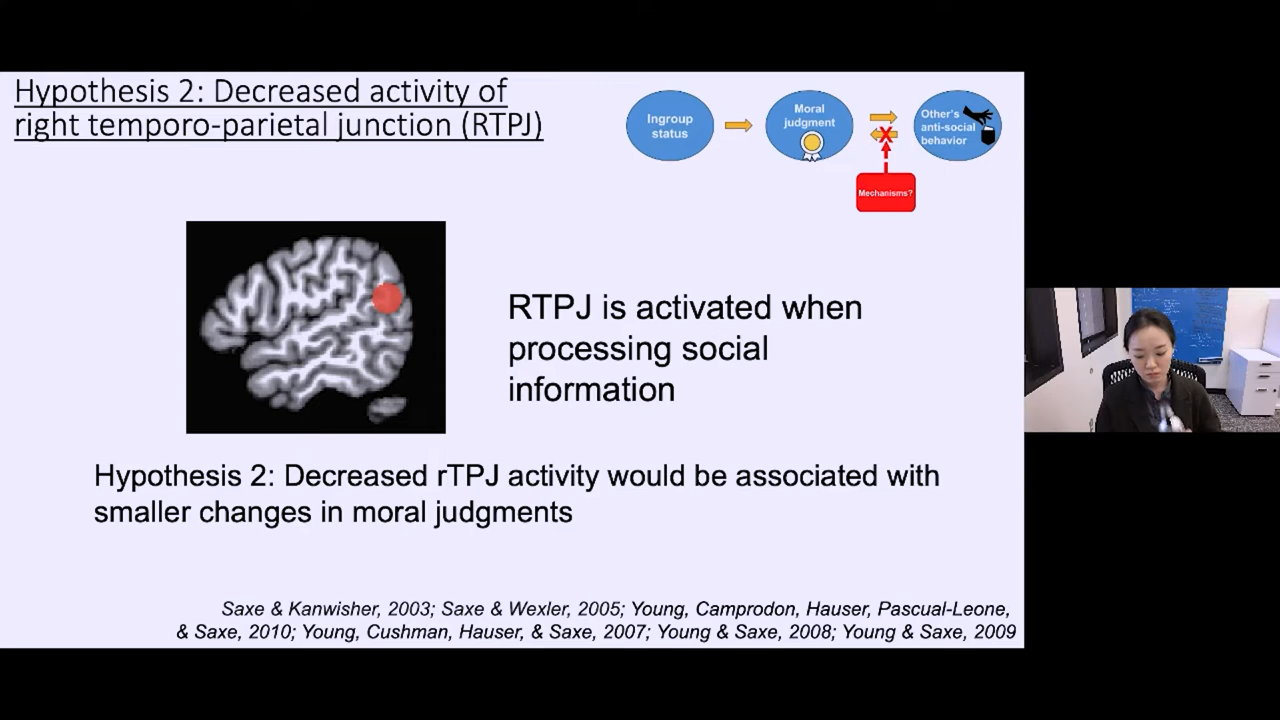 Hypothesis 2: Decreased activity of
right temporo-parietal junction (RTPJ)
Ingroup
status
Moral
judgment
Other's
anti-social
behavior
X
Mechanisms?
RTPJ is activated when
processing social
information
Hypothesis 2: Decreased rTPJ activity would be associated with
smaller changes in moral judgments
Saxe & Kanwisher, 2003; Saxe & Wexler, 2005; Young, Camprodon, Hauser, Pascual-Leone,
& Saxe, 2010; Young, Cushman, Hauser, & Saxe, 2007; Young & Saxe, 2008; Young & Saxe, 2009